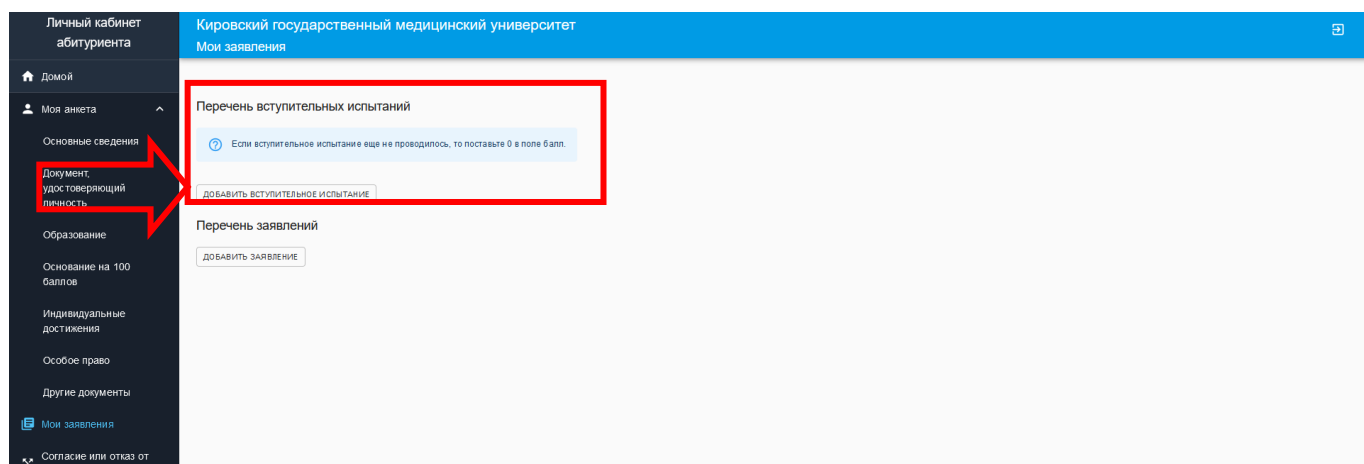 Личный кабинет
абитуриента
Кировский государственный медицинский университет
Мои заявления
Домой
Моя анкета
Основные сведения
Документ,
удостоверяющий
личность
Образование
Основание на 100
баллов
Индивидуальные
достижения
Особое право
Другие документы
Мои заявления
Согласие или отказ от
Перечень вступительных испытаний
Если вступительное испытание еще не проводилось, то поставьте 0 в поле балл.
ДОБАВИТЬ ВСТУПИТЕЛЬНОЕ ИСПЫТАНИЕ
Перечень заявлений
ДОБАВИТЬ ЗАЯВЛЕНИЕ